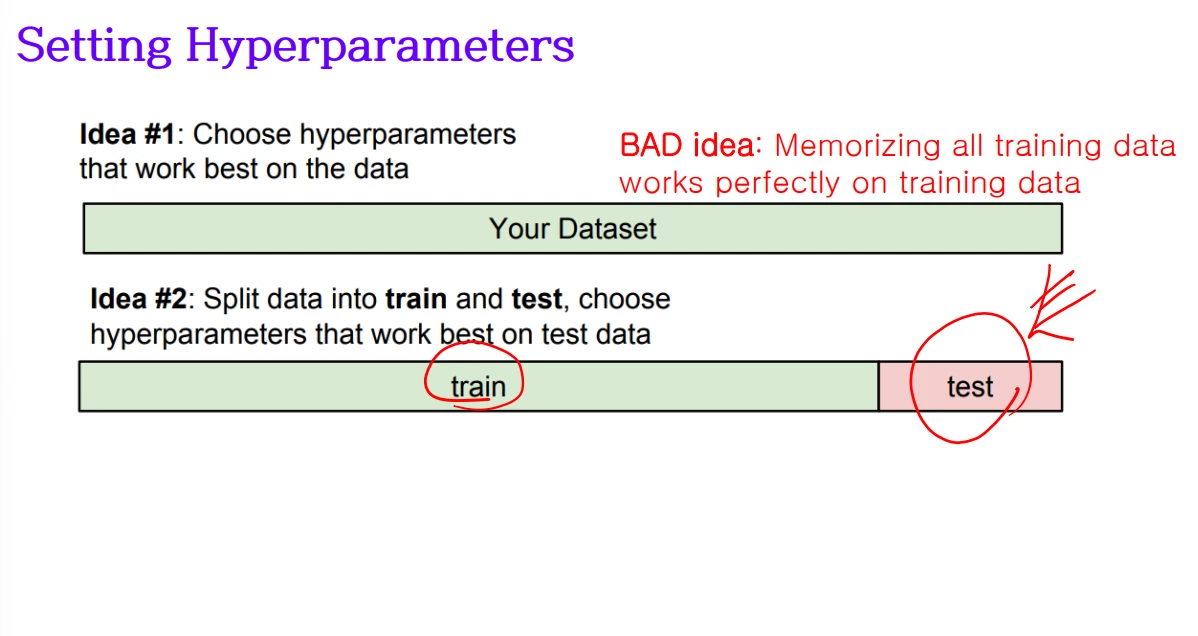 Setting Hyperparameters
Idea #1: Choose hyperparameters
that work best on the data
BAD idea: Memorizing all training data
works perfectly on training data
Your Dataset
Idea #2: Split data into train and test, choose
hyperparameters that work best on test data
train
test